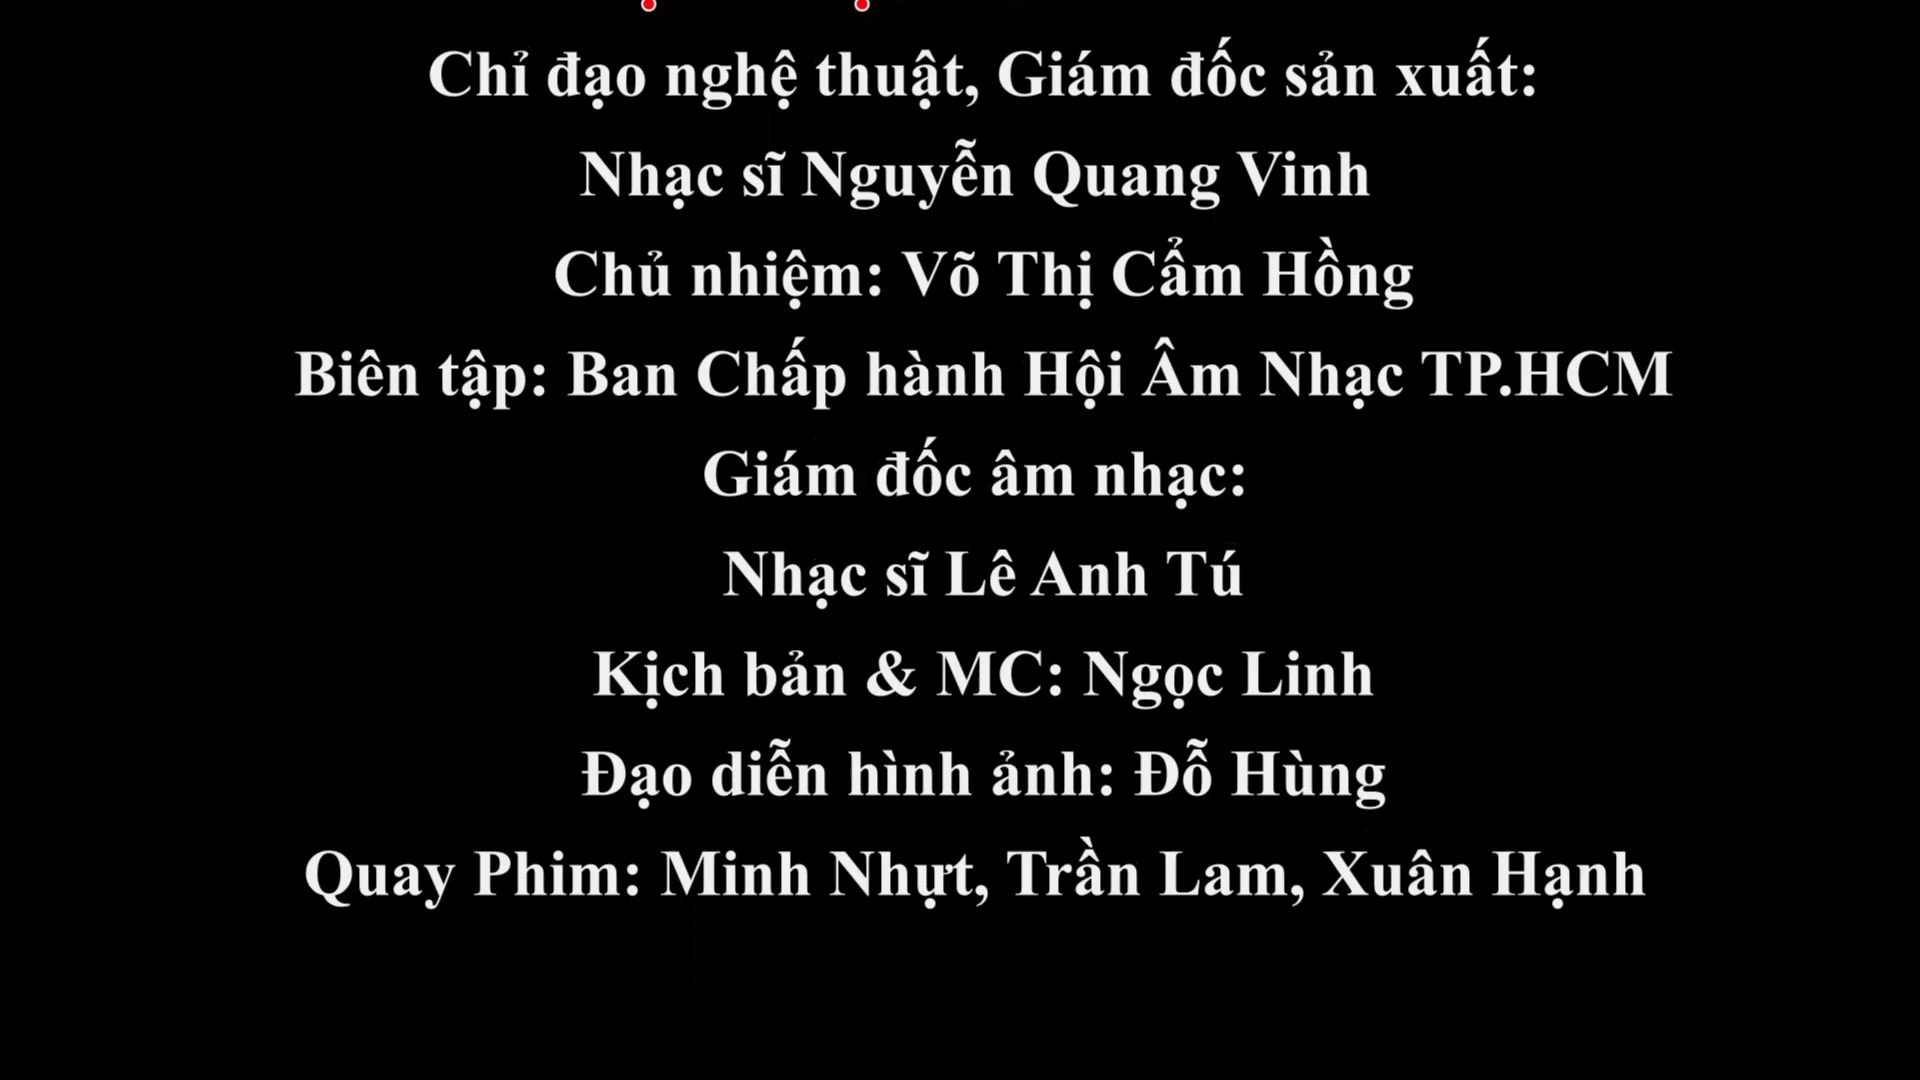 Chỉ đạo nghệ thuật, Giám đốc sản xuất:
Nhạc sĩ Nguyễn Quang Vinh
Chủ nhiệm: Võ Thị Cẩm Hồng
Biên tập: Ban Chấp hành Hội Âm Nhạc TP.HCM
Giám đốc âm nhạc:
Nhạc sĩ Lê Anh Tú
Kịch bản & MC: Ngọc Linh
Đạo diễn hình ảnh: Đỗ Hùng
Quay Phim: Minh Nhựt, Trần Lam, Xuân Hạnh